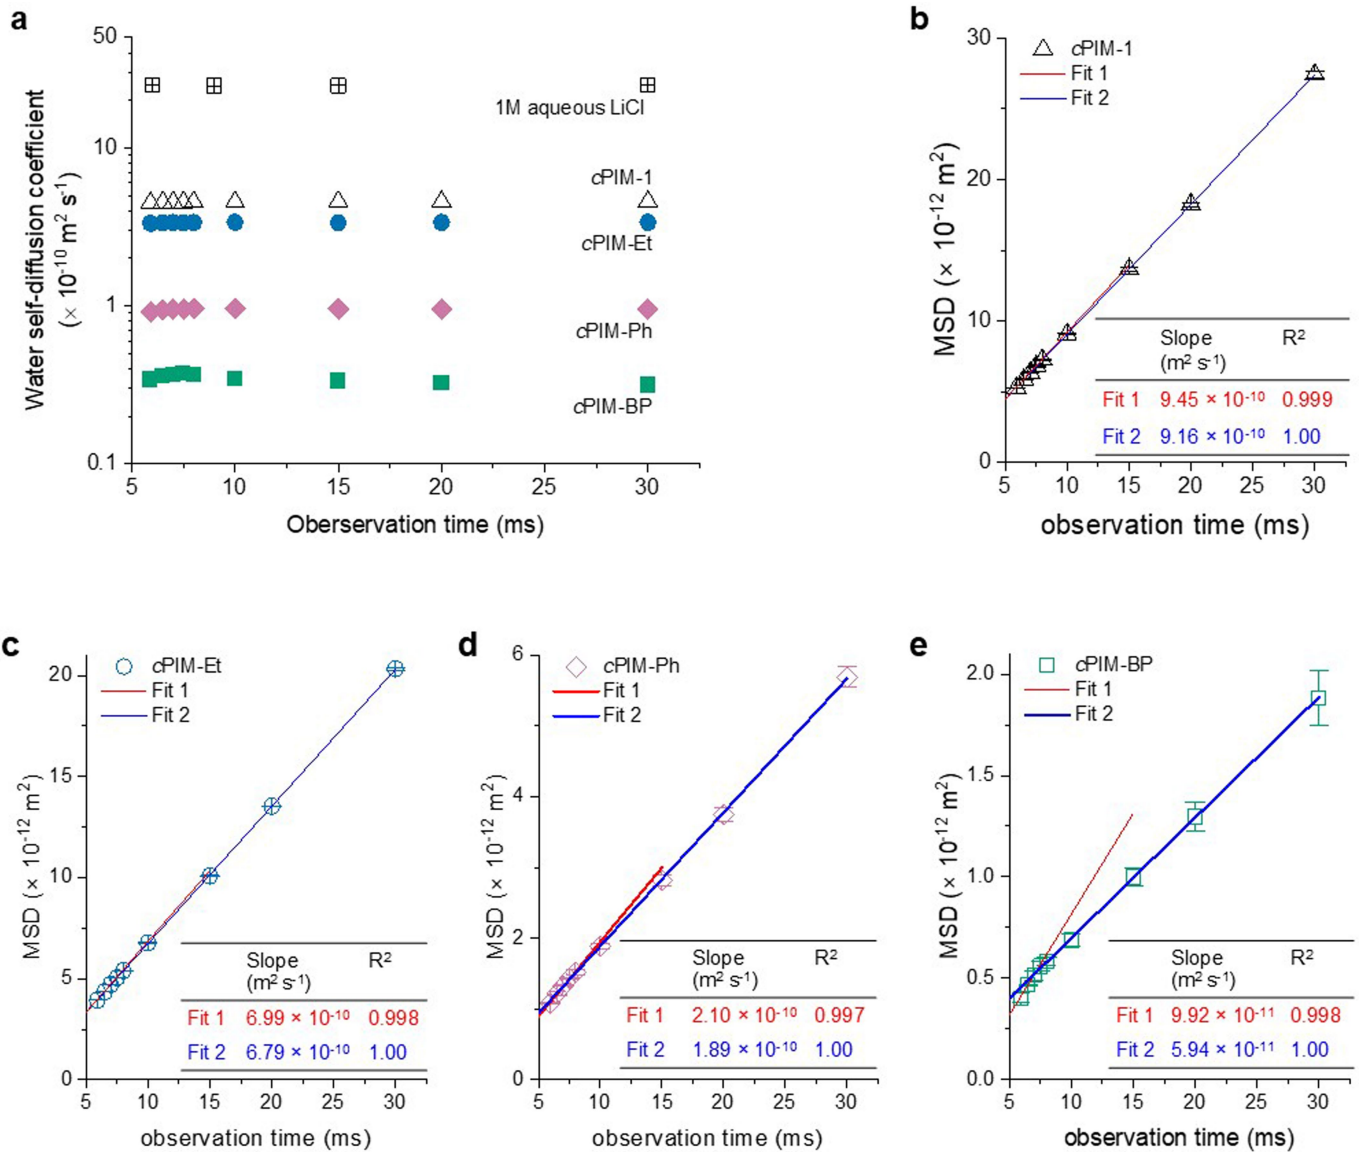 a
50
10
1
0.1
Water self-diffusion coefficient
(× 10-10 m2 s-1)
1M aqueous LiCl
cPIM-1
cPIM-Et
cPIM-Ph
cPIM-BP
5 10 15 20 25 30
Oberservation time (ms)
b
30
20
10
0
MSD (× 10-12 m2)
cPIM-1
Fit 1
Fit 2
Slope R2
(m2 s-1)
Fit 1 9.45 × 10-10 0.999
Fit 2 9.16 × 10-10 1.00
5 10 15 20 25 30
observation time (ms)
c
20
15
10
5
0
MSD (× 10-12 m2)
cPIM-Et
Fit 1
Fit 2
Slope R2
(m2 s-1)
Fit 1 6.99 × 10-10 0.998
Fit 2 6.79 × 10-10 1.00
5 10 15 20 25 30
observation time (ms)
d
6
4
2
0
MSD (× 10-12 m2)
cPIM-Ph
Fit 1
Fit 2
Slope R2
(m2 s-1)
Fit 1 2.10 × 10-10 0.997
Fit 2 1.89 × 10-10 1.00
5 10 15 20 25 30
observation time (ms)
e
2.0
1.5
1.0
0.5
0.0
MSD (× 10-12 m2)
cPIM-BP
Fit 1
Fit 2
Slope R2
(m2 s-1)
Fit 1 9.92 × 10-11 0.998
Fit 2 5.94 × 10-11 1.00
5 10 15 20 25 30
observation time (ms)